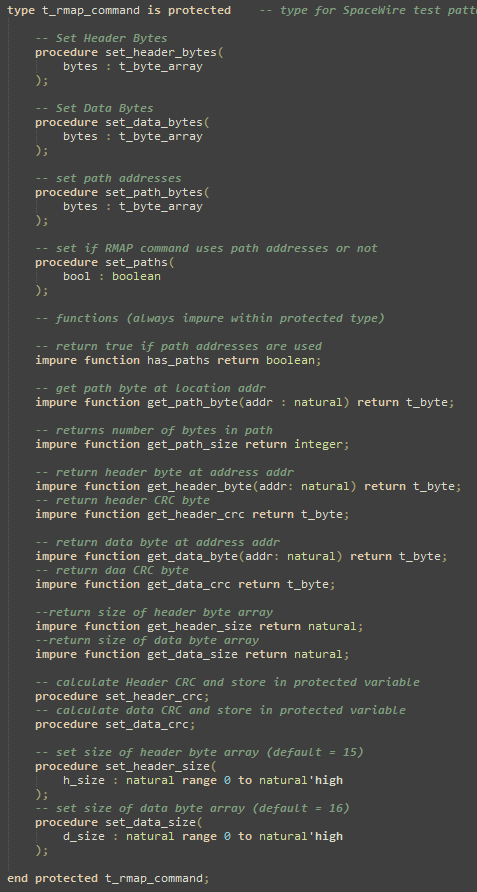 type t_rmap_command is protected    -- type for SpaceWire test
-- Set Header Bytes
procedure set_header_bytes(
bytes : t_byte_array
);
-- Set Data Bytes
procedure set_data_bytes(
bytes : t_byte_array
);
-- set path addresses
procedure set_path_bytes(
bytes : t_byte_array
);
-- set if RMAP command uses path addresses or not
procedure set_paths(
bool : boolean
);
-- functions (always impure within protected type)
-- return true if path addresses are used
impure function has_paths return boolean;
-- get path byte at location addr
impure function get_path_byte(addr : natural) return t_byte;
-- returns number of bytes in path
impure function get_path_size return integer;
-- return header byte at address addr
impure function get_header_byte(addr: natural) return t_byte;
-- return header CRC byte
impure function get_header_crc return t_byte;
-- return data byte at address addr
impure function get_data_byte(addr: natural) return t_byte;
-- return daa CRC byte
impure function get_data_crc return t_byte;
--return size of header byte array
impure function get_header_size return natural;
--return size of data byte array
impure function get_data_size return natural;
-- calculate Header CRC and store in protected variable
procedure set_header_crc;
-- calculate data CRC and store in protected variable
procedure set_data_crc;
-- set size of header byte array (default = 15)
procedure set_header_size(
h_size : natural range 0 to natural'high
);
-- set size of data byte array (default = 16)
procedure set_data_size(
d_size : natural range 0 to natural'high
);
end protected t_rmap_command;